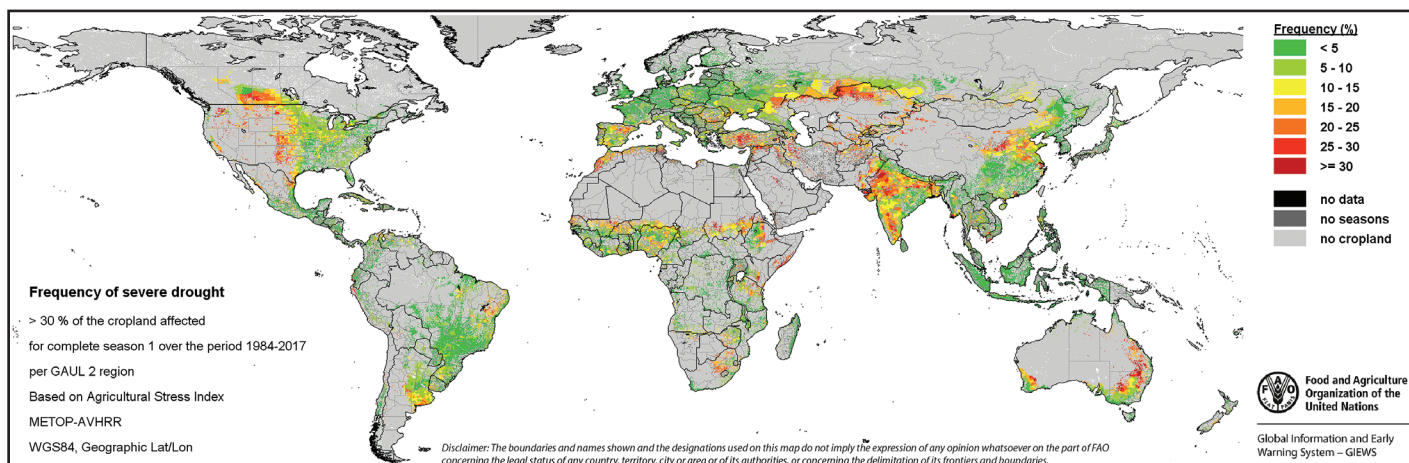 Frequency (%)
< 5
5 - 10
10 - 15
15 - 20
20 - 25
25 - 30
>= 30
no data
no seasons
no cropland
Frequency of severe drought
> 30 % of the cropland affected
for complete season 1 over the period 1984-2017
per GAUL 2 region
Based on Agricultural Stress Index
METOP-AVHRR
WGS84, Geographic Lat/Lon
Disclaimer: The boundaries and names shown and the designations used on this map do not imply the expression of any opinion whatsoever on the part of FAO
concerning the legal status of any country, territory, city or area or of its authorities, or concerning the delimitation of its frontiers and boundaries.
FAO
FIAT PANIS
Food and Agriculture
Organization of the
United Nations
Global Information and Early
Warning System – GIEWS